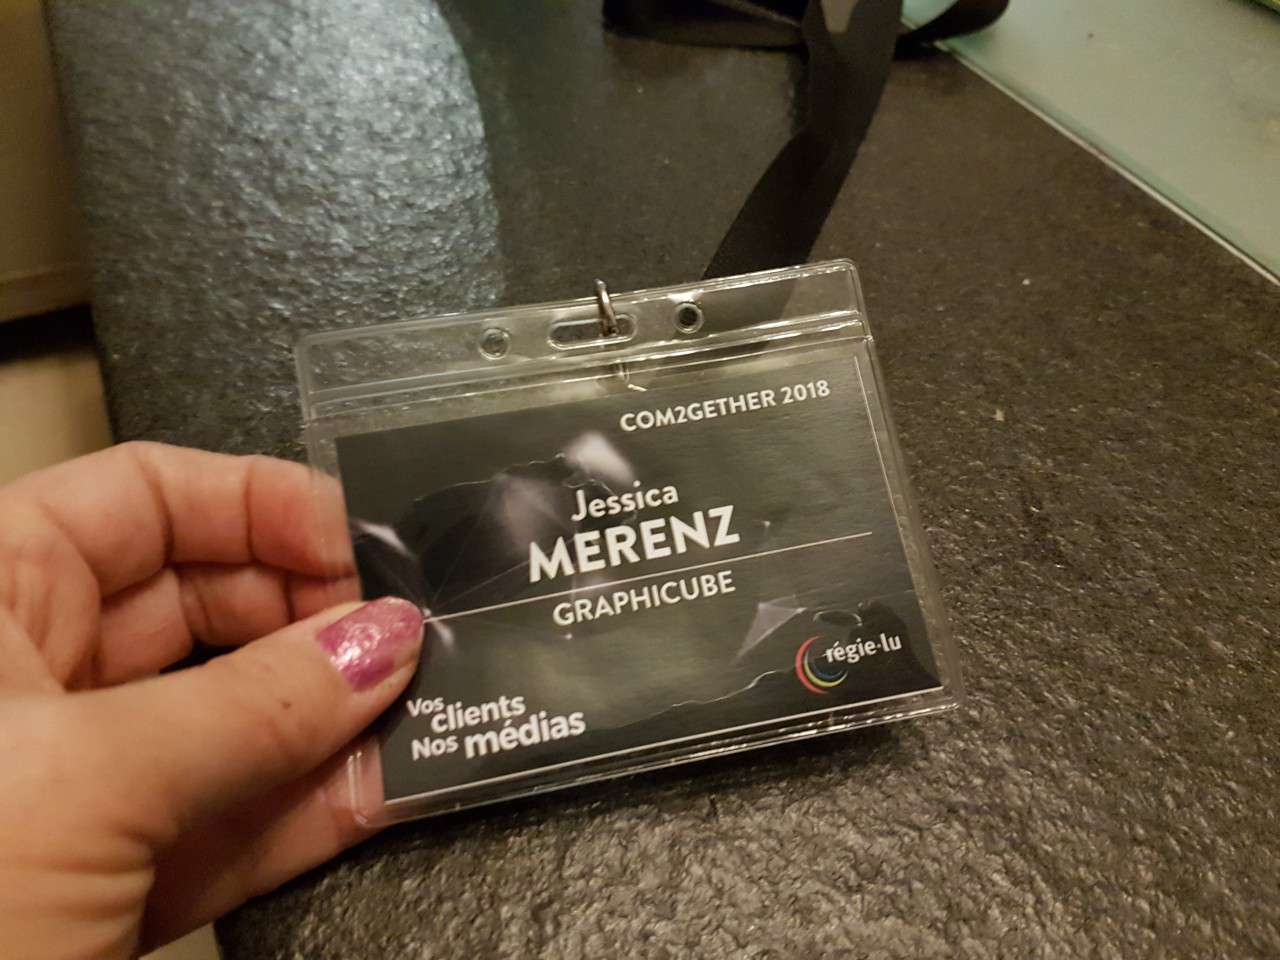 COM2GETHER 2018
Jessica
MERENZ
GRAPHICUBE
régie·lu
Vos
clients
Nos médias